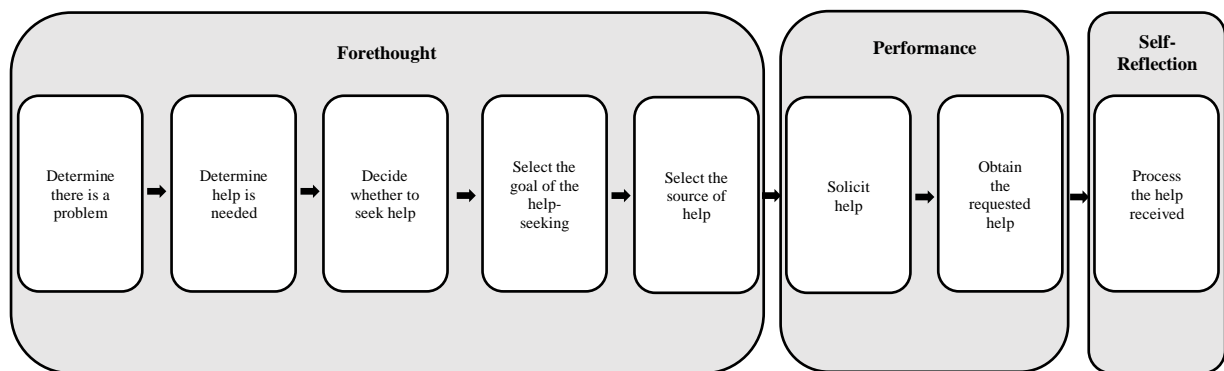 Forethought
Determine
there is a
problem
Determine
help is
needed
Decide
whether to
seek help
Select the
goal of the
help-
seeking
Select the
source of
help
Performance
Solicit
help
Obtain
the
requested
help
Self-
Reflection
Process
the help
received